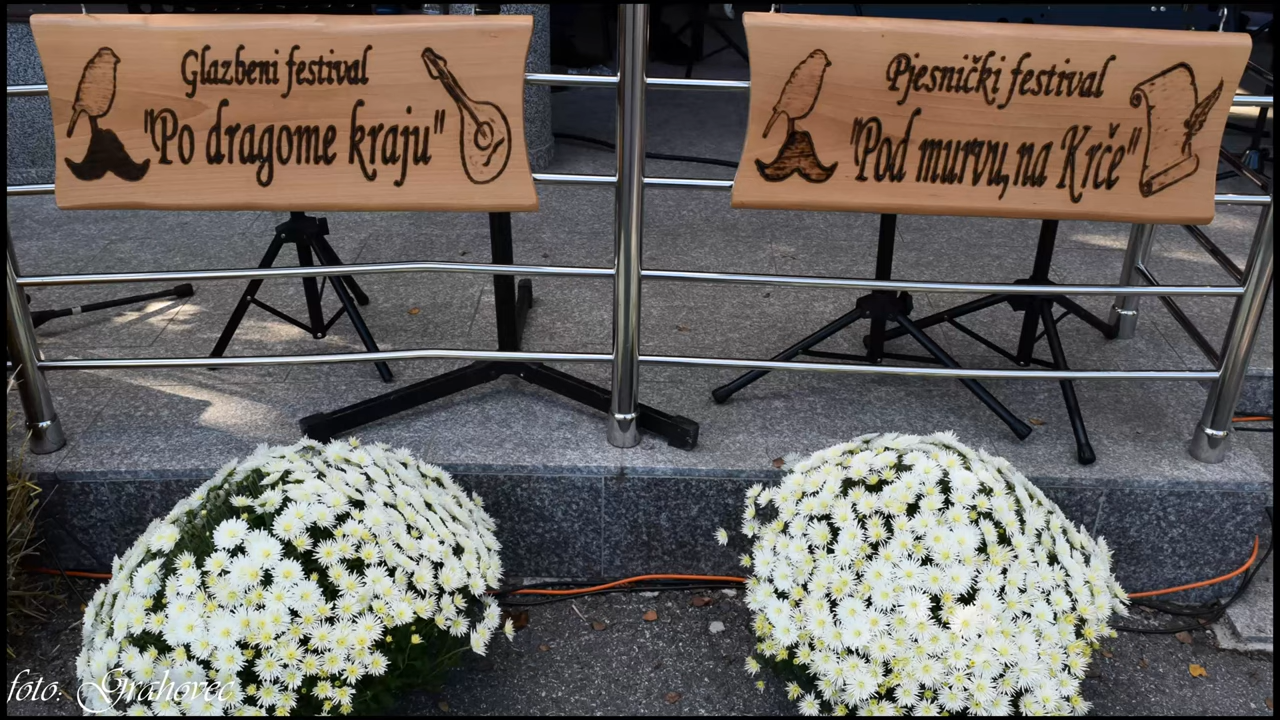 Glazbeni festival
"Po dragome kraju"
Pjesnički festival
"Pod murvu, na Krče"
foto: Grahovec